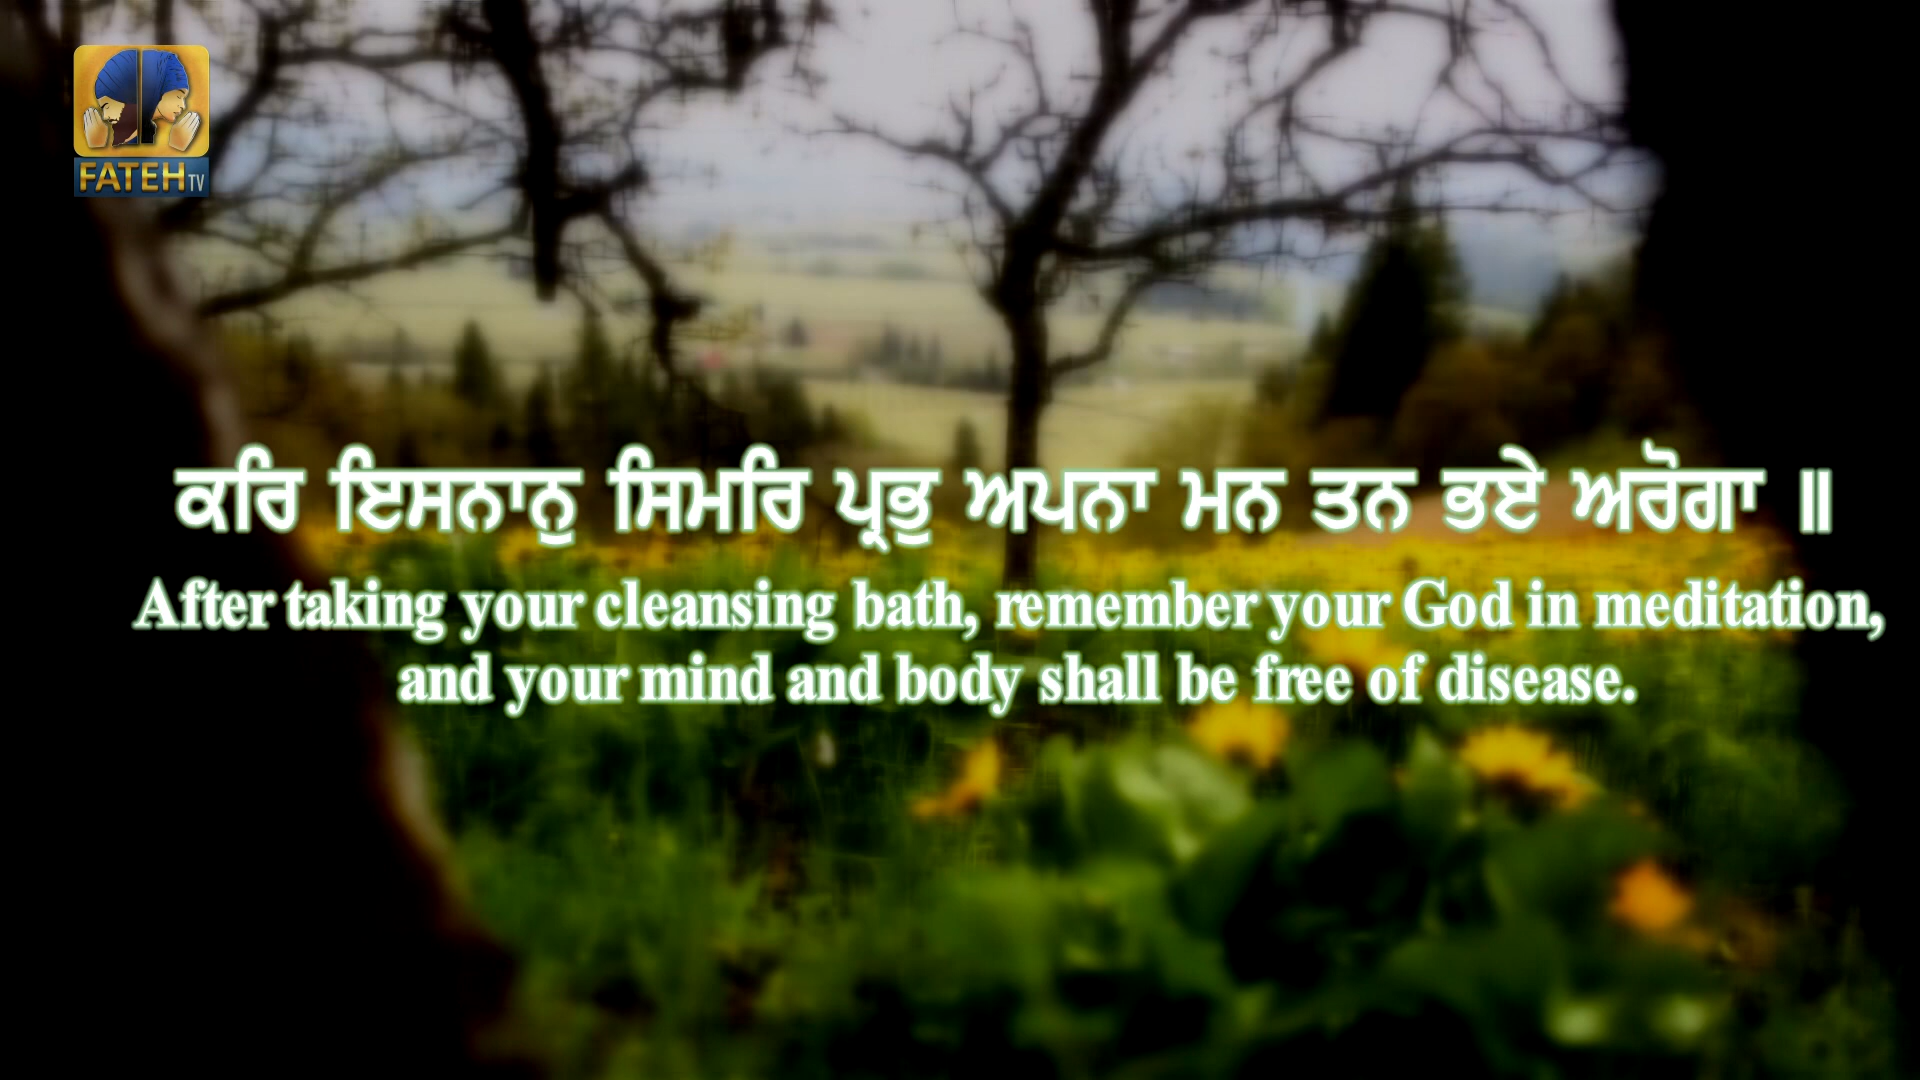 FATEH TV
ਕਰਿ ਇਸਨਾਨੁ ਸਿਮਰਿ ਪ੍ਰਭੁ ਅਪਨਾ ਮਨ ਤਨ ਭਏ ਅਰੋਗਾ ॥
After taking your cleansing bath, remember your God in meditation,
and your mind and body shall be free of disease.